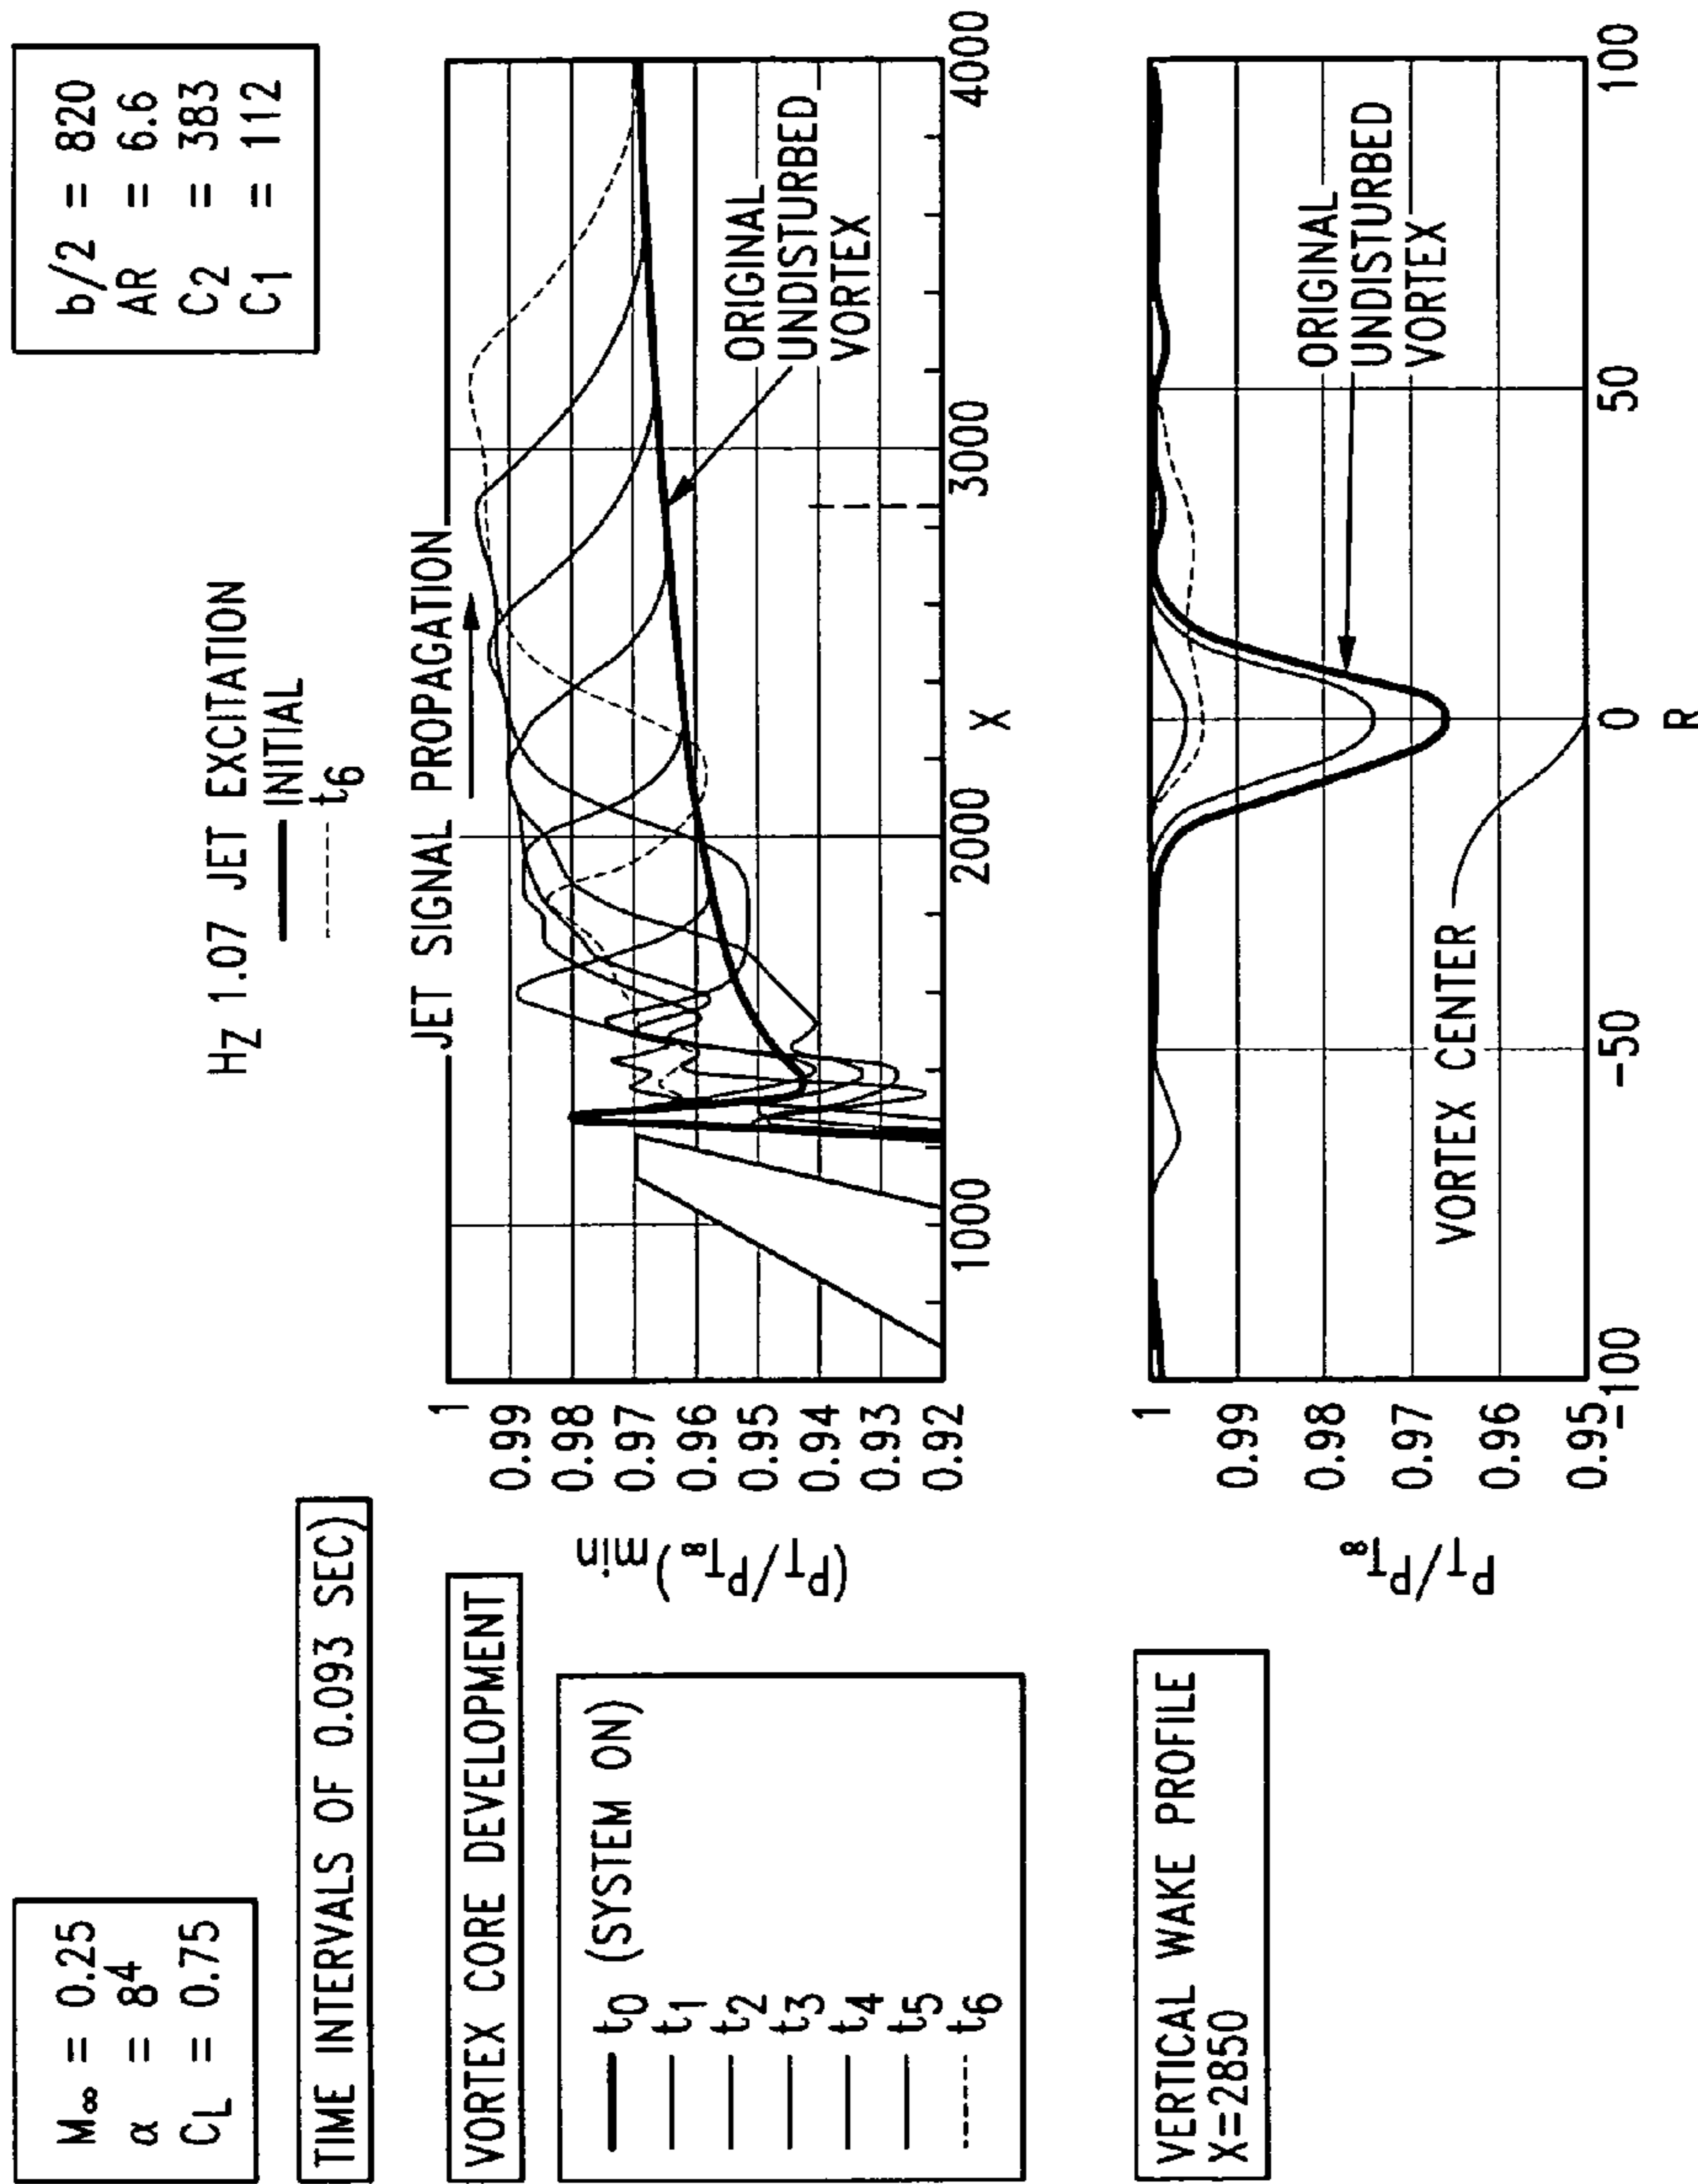 M∞ = 0.25
α = 84
CL = 0.75
b/2 = 820
AR = 6.6
C2 = 383
C1 = 112
TIME INTERVALS OF 0.093 SEC)
Hz 1.07 JET EXCITATION
INITIAL
t6
VORTEX CORE DEVELOPMENT
t0 (SYSTEM ON)
t1
t2
t3
t4
t5
t6
JET SIGNAL PROPAGATION
(PT/PT∞)min
1
0.99
0.98
0.97
0.96
0.95
0.94
0.93
0.92
ORIGINAL
UNDISTURBED
VORTEX
1000
2000
3000
4000
X
VERTICAL WAKE PROFILE
X=2850
PT/PT∞
1
0.99
0.98
0.97
0.96
0.95
ORIGINAL
UNDISTURBED
VORTEX
VORTEX CENTER
-100
-50
0
50
100
R